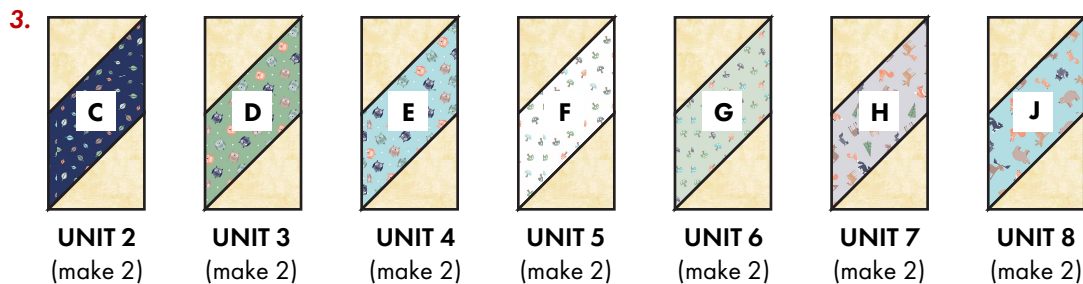 3.
C D E F G H J
UNIT 2 UNIT 3 UNIT 4 UNIT 5 UNIT 6 UNIT 7 UNIT 8
(make 2) (make 2) (make 2) (make 2) (make 2) (make 2) (make 2)